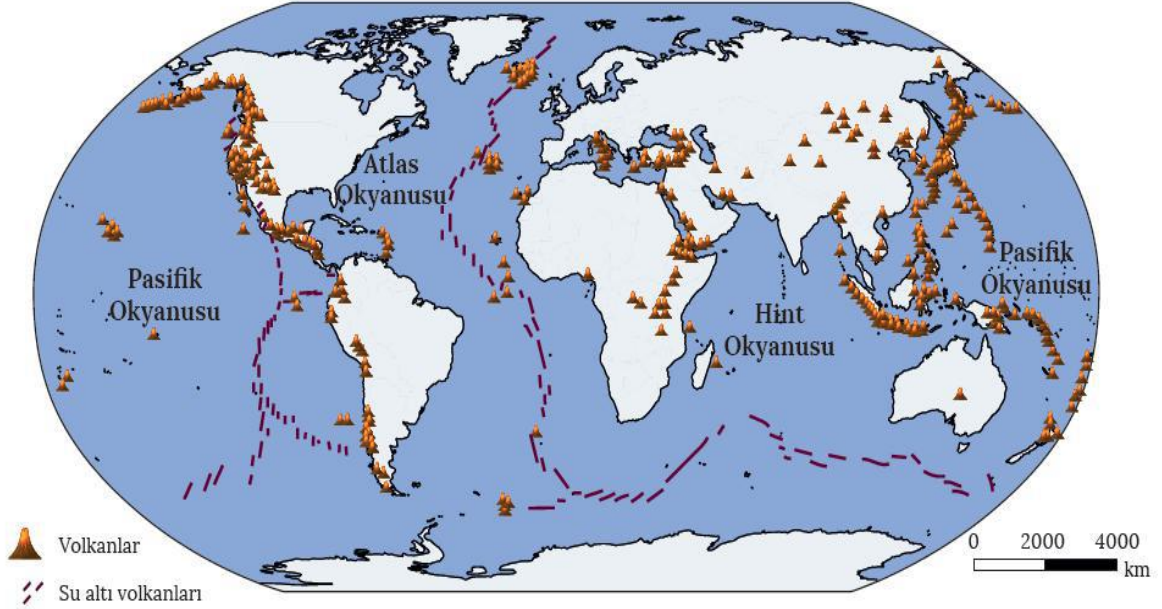 Atlas
Okyanusu
Pasifik
Okyanusu
Hint
Okyanusu
Pasifik
Okyanusu
Volkanlar
Su altı volkanları
0 2000 4000
km